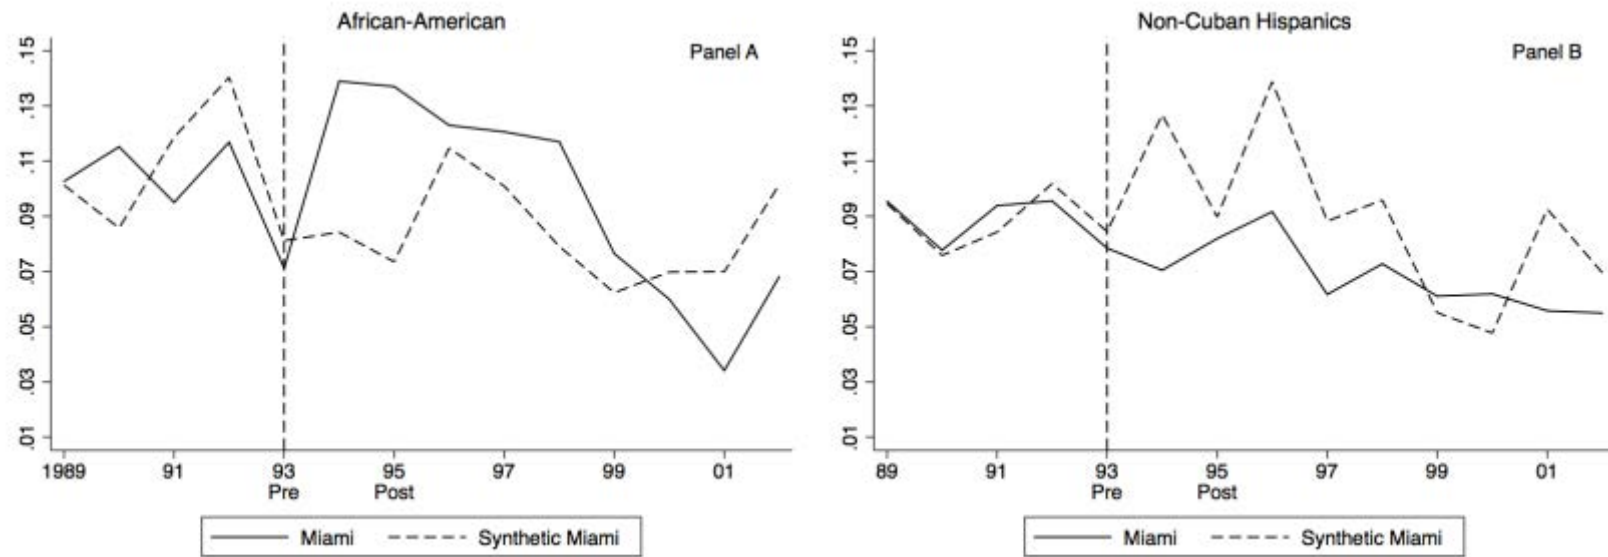 African-American
Panel A
.15
.13
.11
.09
.07
.05
.03
.01
1989 91 93 95 97 99 01
Pre Post
Miami Synthetic Miami
Non-Cuban Hispanics
Panel B
.15
.13
.11
.09
.07
.05
.03
.01
89 91 93 95 97 99 01
Pre Post
Miami Synthetic Miami